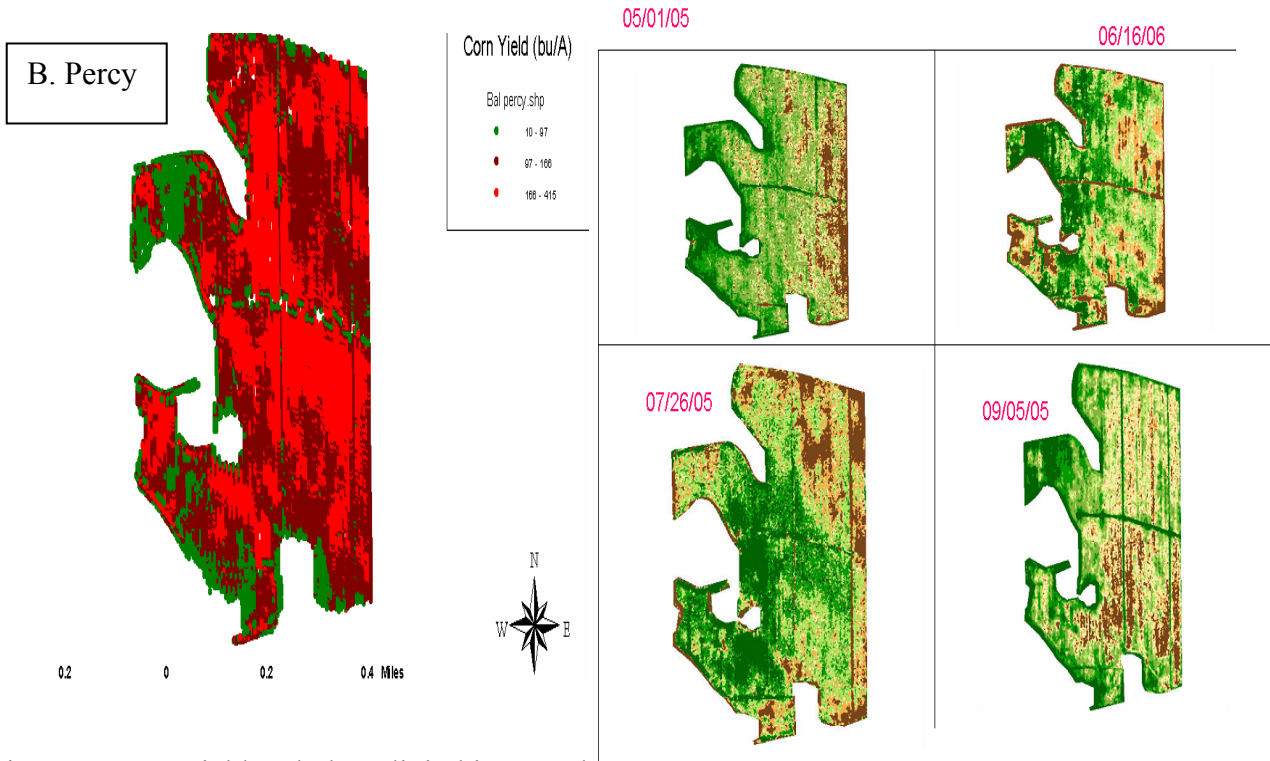 B. Percy
Corn Yield (bu/A)
Bal percy.shp
10 - 97
97 - 166
166 - 415
N
W E
0.2 0 0.2 0.4 Miles
05/01/05
06/16/06
07/26/05
09/05/05